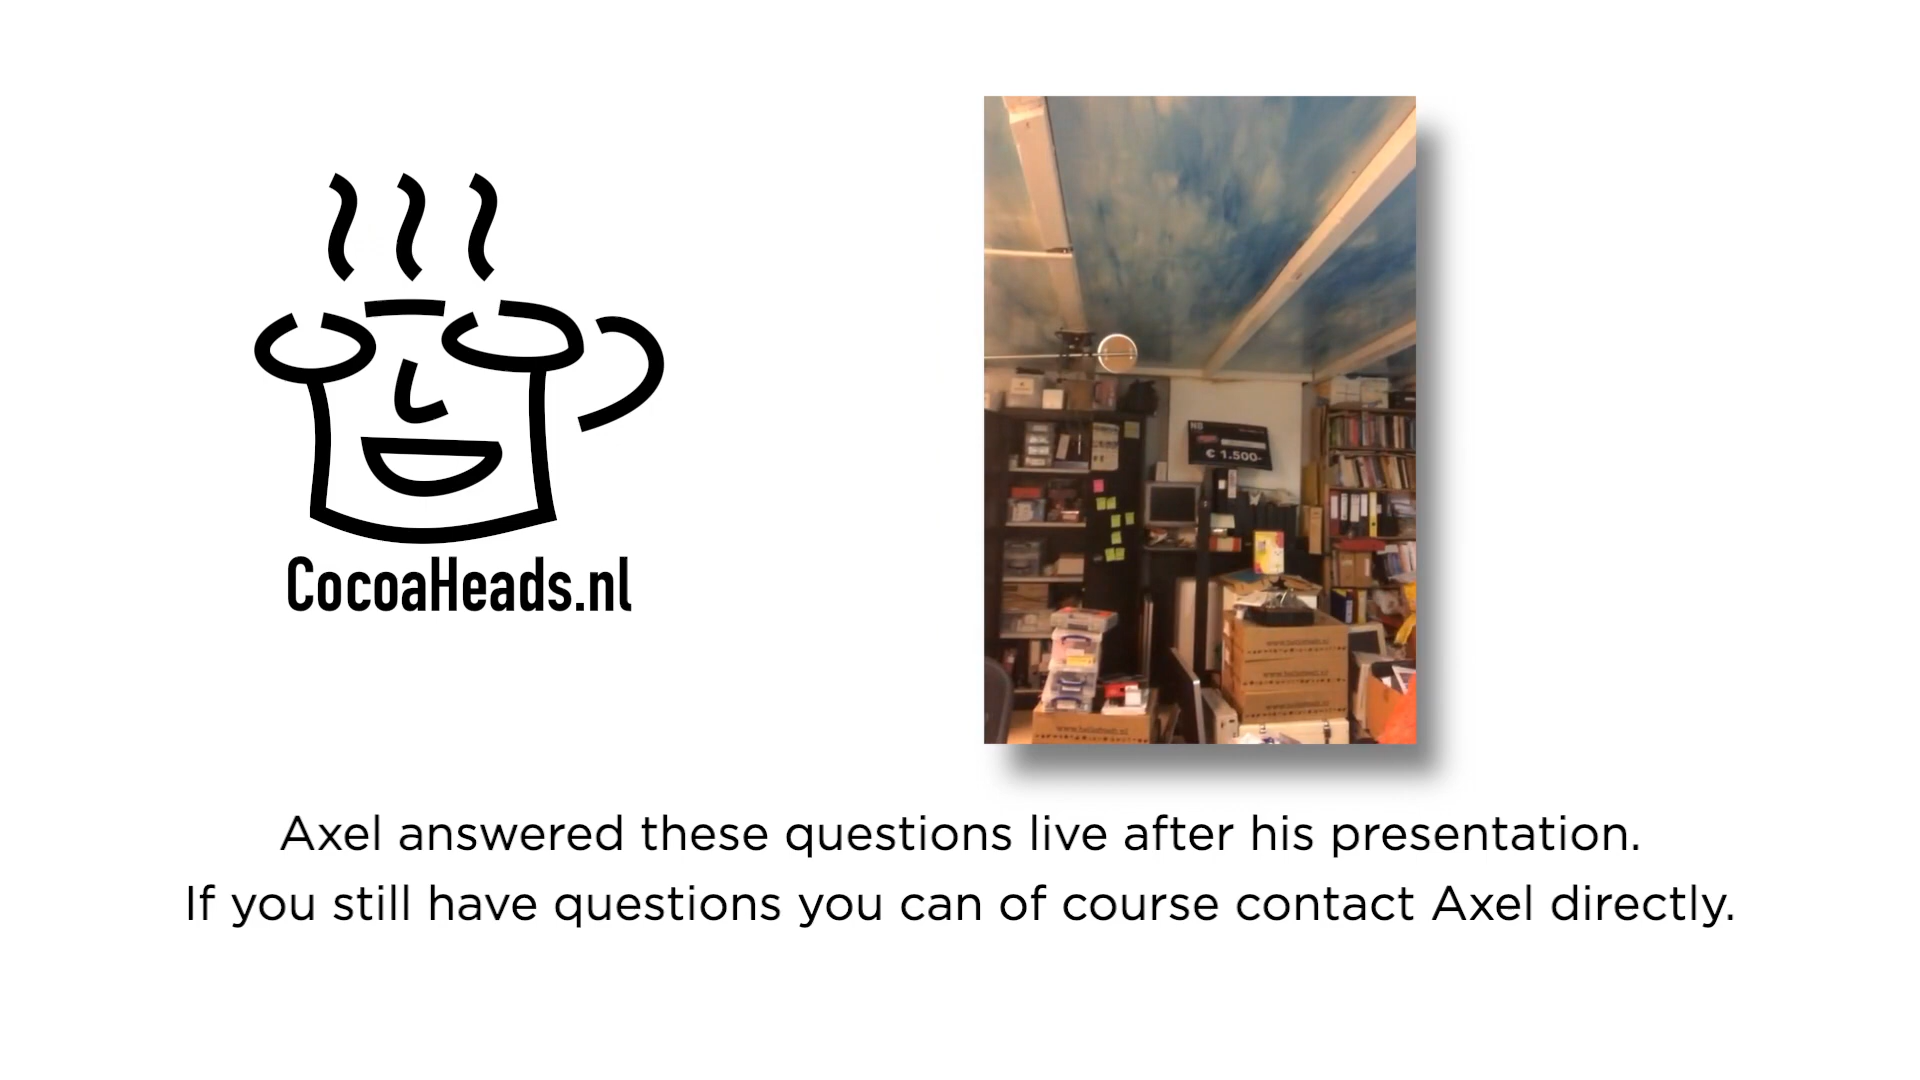 CocoaHeads.nl
€ 1.500-
Axel answered these questions live after his presentation.
If you still have questions you can of course contact Axel directly.